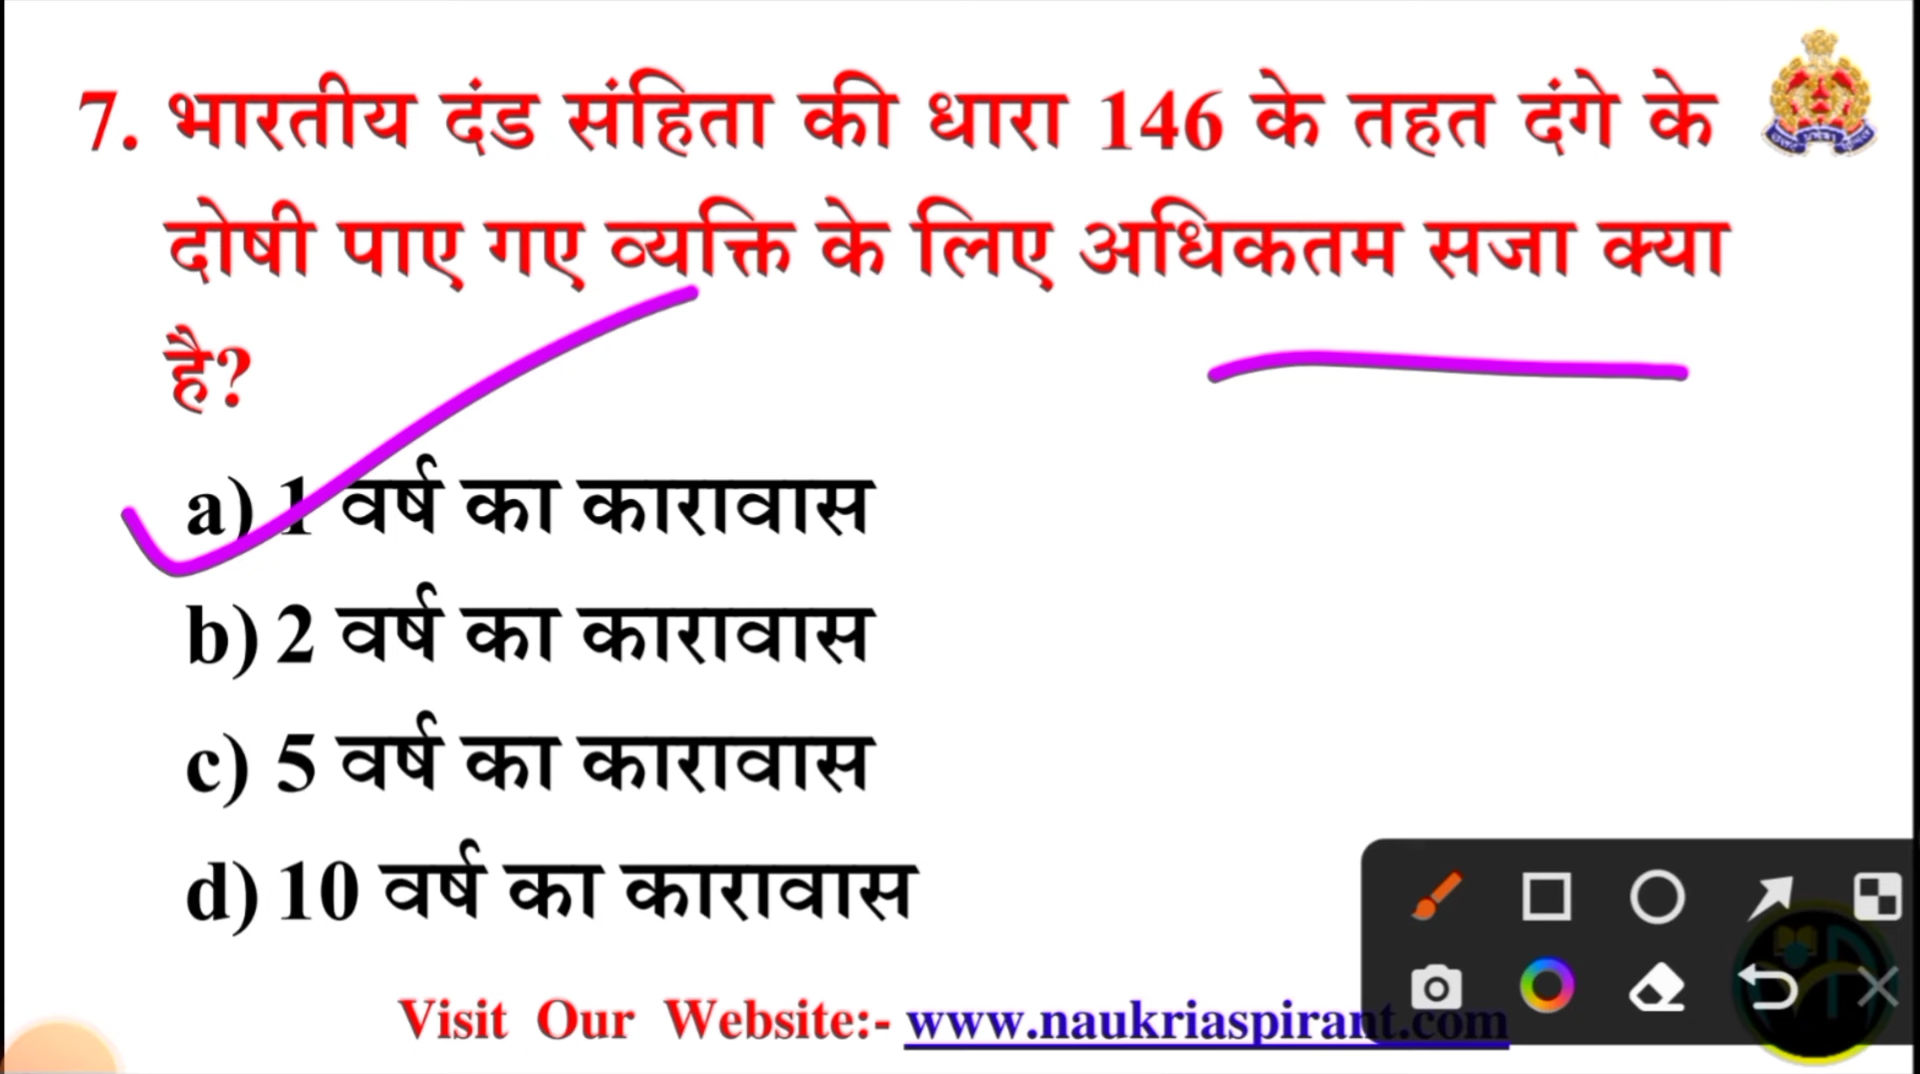 7. भारतीय दंड संहिता की धारा 146 के तहत दंगे के
दोषी पाए गए व्यक्ति के लिए अधिकतम सजा क्या
है?
a) 1 वर्ष का कारावास
b) 2 वर्ष का कारावास
c) 5 वर्ष का कारावास
d) 10 वर्ष का कारावास
Visit Our Website:- www.naukriaspirant.com